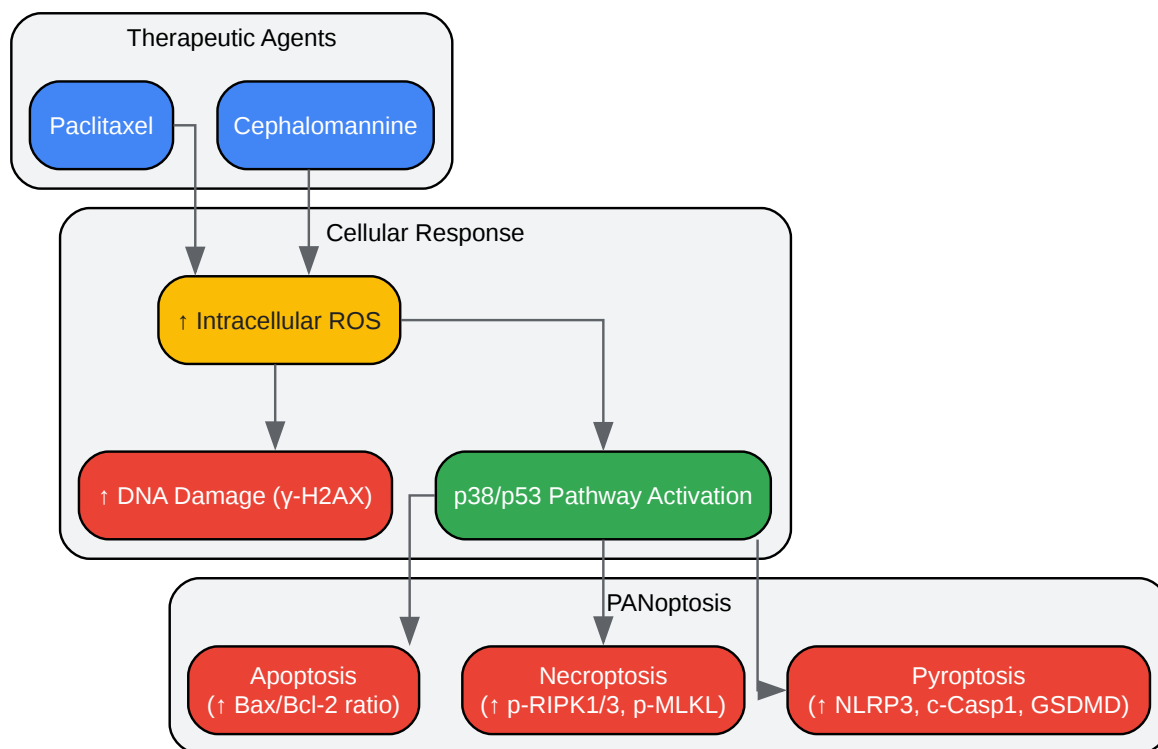 Therapeutic Agents
Paclitaxel
Cephalomannine
Cellular Response
↑ Intracellular ROS
↑ DNA Damage (γ-H2AX)
p38/p53 Pathway Activation
PANoptosis
Apoptosis
(↑ Bax/Bcl-2 ratio)
Necroptosis
(↑ p-RIPK1/3, p-MLKL)
Pyroptosis
(↑ NLRP3, c-Casp1, GSDMD)